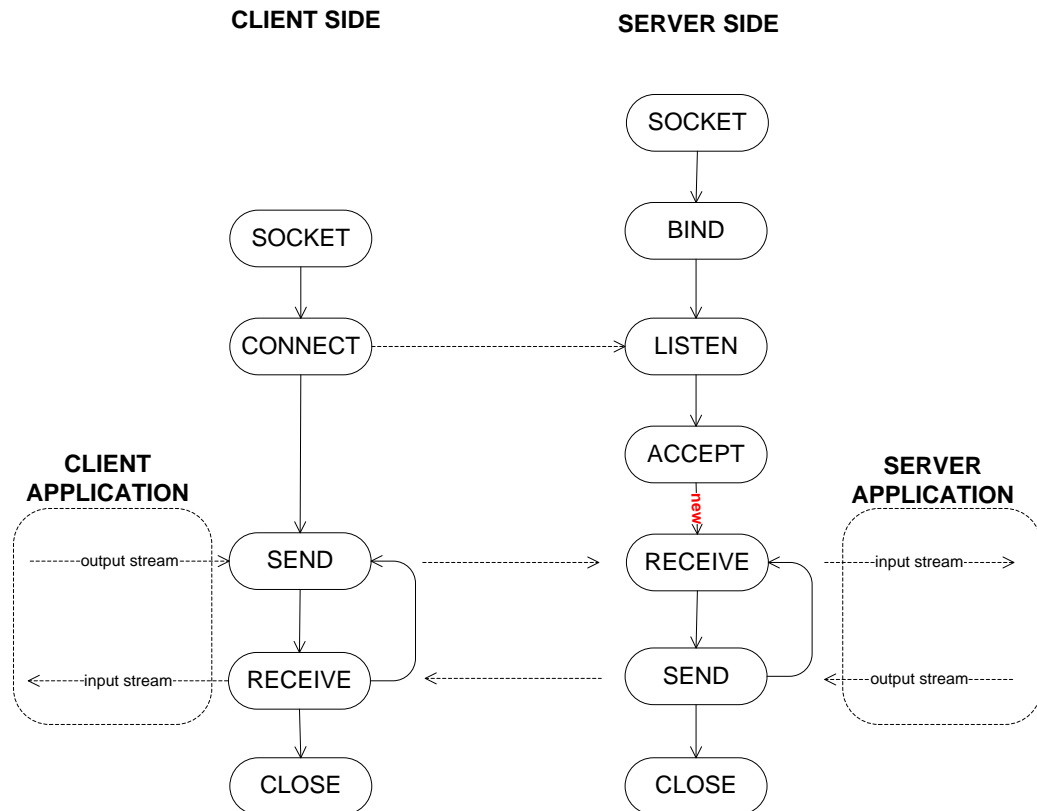 CLIENT SIDE
SERVER SIDE
SOCKET
BIND
SOCKET
CONNECT
LISTEN
ACCEPT
CLIENT
APPLICATION
SERVER
APPLICATION
new
output stream
SEND
RECEIVE
input stream
input stream
RECEIVE
SEND
output stream
CLOSE
CLOSE